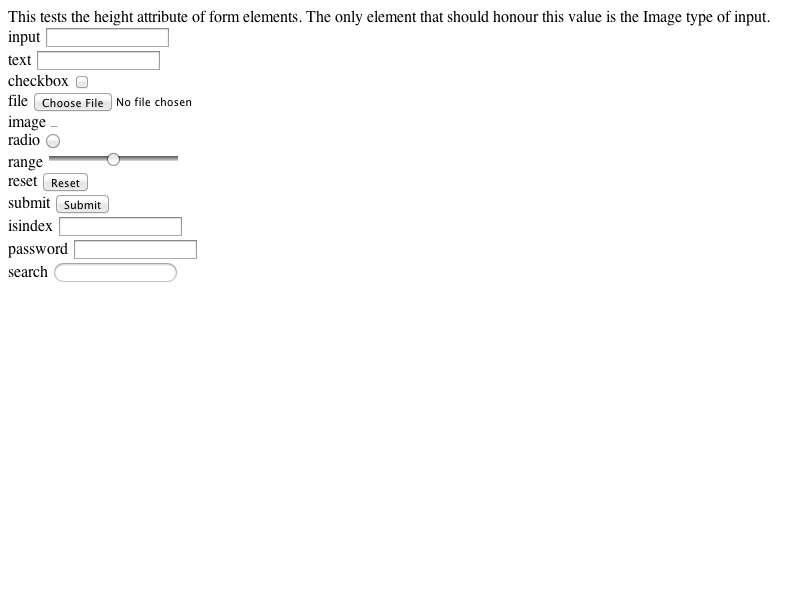 This tests the height attribute of form elements. The only element that should honour this value is the Image type of input.
input
text
checkbox
file Choose File No file chosen
image
radio
range
reset Reset
submit Submit
isindex
password
search